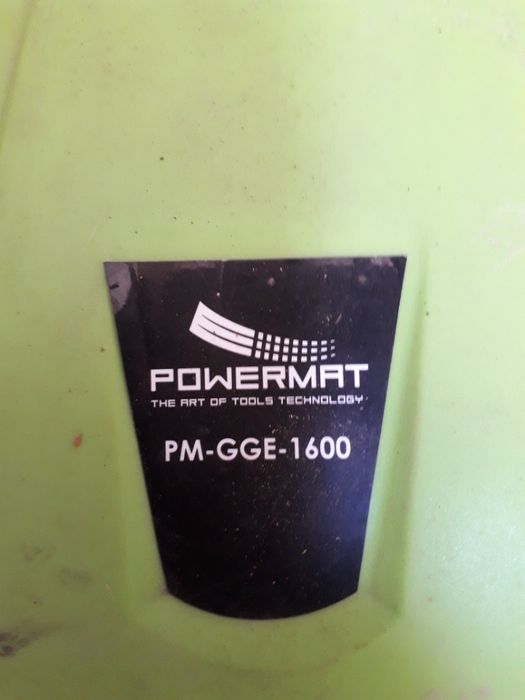 POWERMAT
THE ART OF TOOLS TECHNOLOGY
PM-GGE-1600